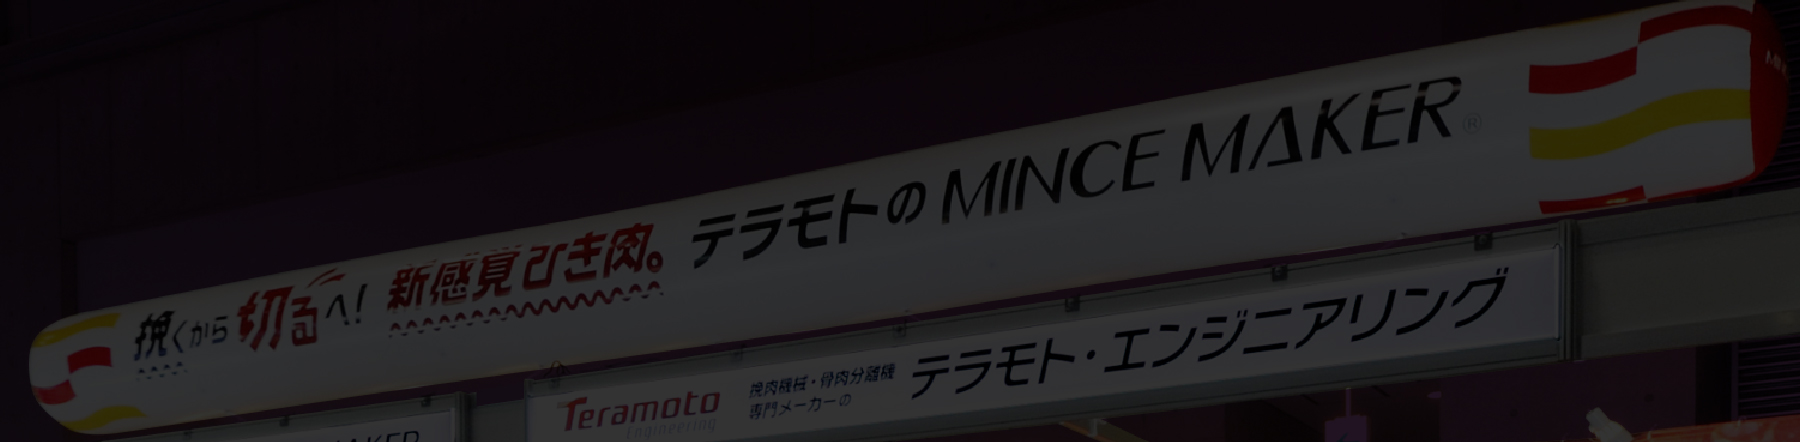 挽くから切るへ！ 新感覚ひき肉。 テラモトの MINCE MAKER ®
Teramoto
Engineering
挽肉機械・骨肉分離機
専門メーカーの
テラモト・エンジニアリング
MAKER